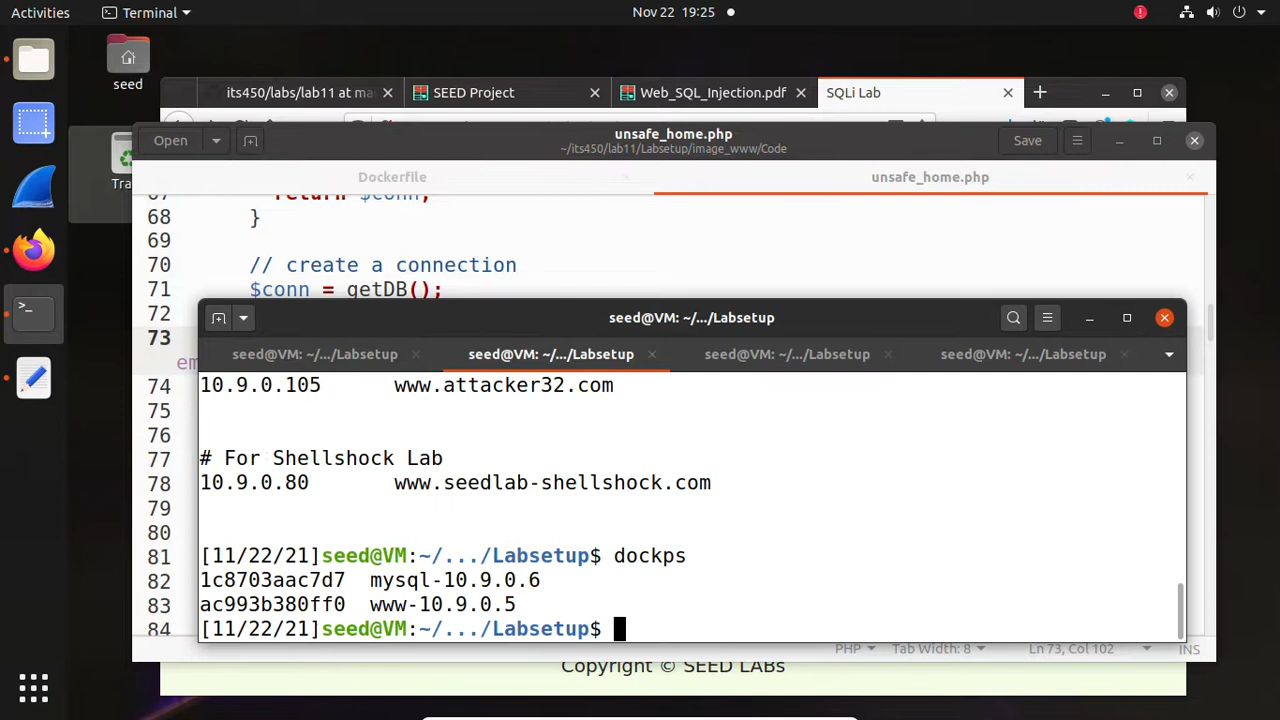 Activities Terminal Nov 22 19:25
seed
its450/labs/lab11 at ma SEED Project Web_SQL_Injection.pdf SQLi Lab
Open unsafe_home.php Save
~/its450/lab11/Labsetup/image_www/Code
Tra
Dockerfile unsafe_home.php
67 return $conn;
68 }
69
70 // create a connection
71 $conn = getDB();
72
73
em
74
75
76
77
78
79
80
81
82
83
84
seed@VM: ~/.../Labsetup
seed@VM: ~/.../Labsetup seed@VM: ~/.../Labsetup seed@VM: ~/.../Labsetup seed@VM: ~/.../Labsetup
10.9.0.105 www.attacker32.com
# For Shellshock Lab
10.9.0.80 www.seedlab-shellshock.com
[11/22/21]seed@VM:~/.../Labsetup$ dockps
1c8703aac7d7 mysql-10.9.0.6
ac993b380ff0 www-10.9.0.5
[11/22/21]seed@VM:~/.../Labsetup$
PHP Tab Width: 8 Ln 73, Col 102 INS
Copyright © SEED LABs